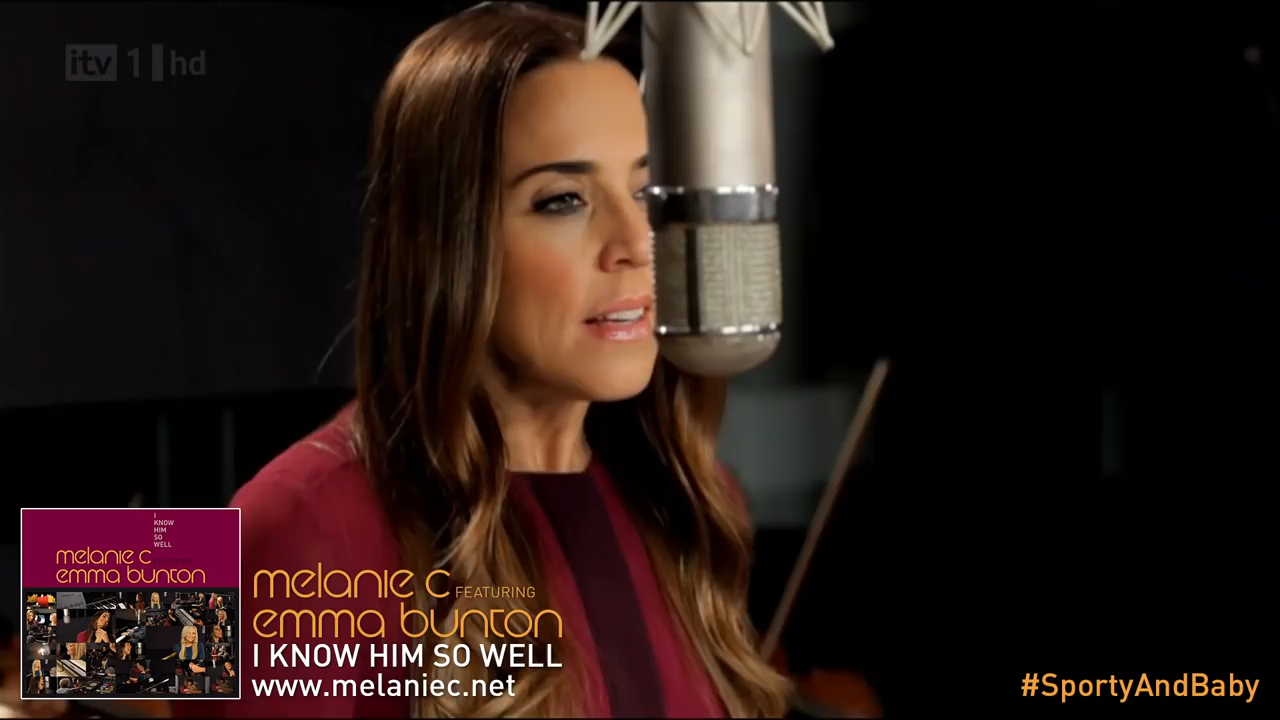 itv 1 hd
I
KNOW
HIM
SO
WELL
melanie c
emma bunton
melanie c FEATURING
emma bunton
I KNOW HIM SO WELL
www.melaniec.net
#SportyAndBaby